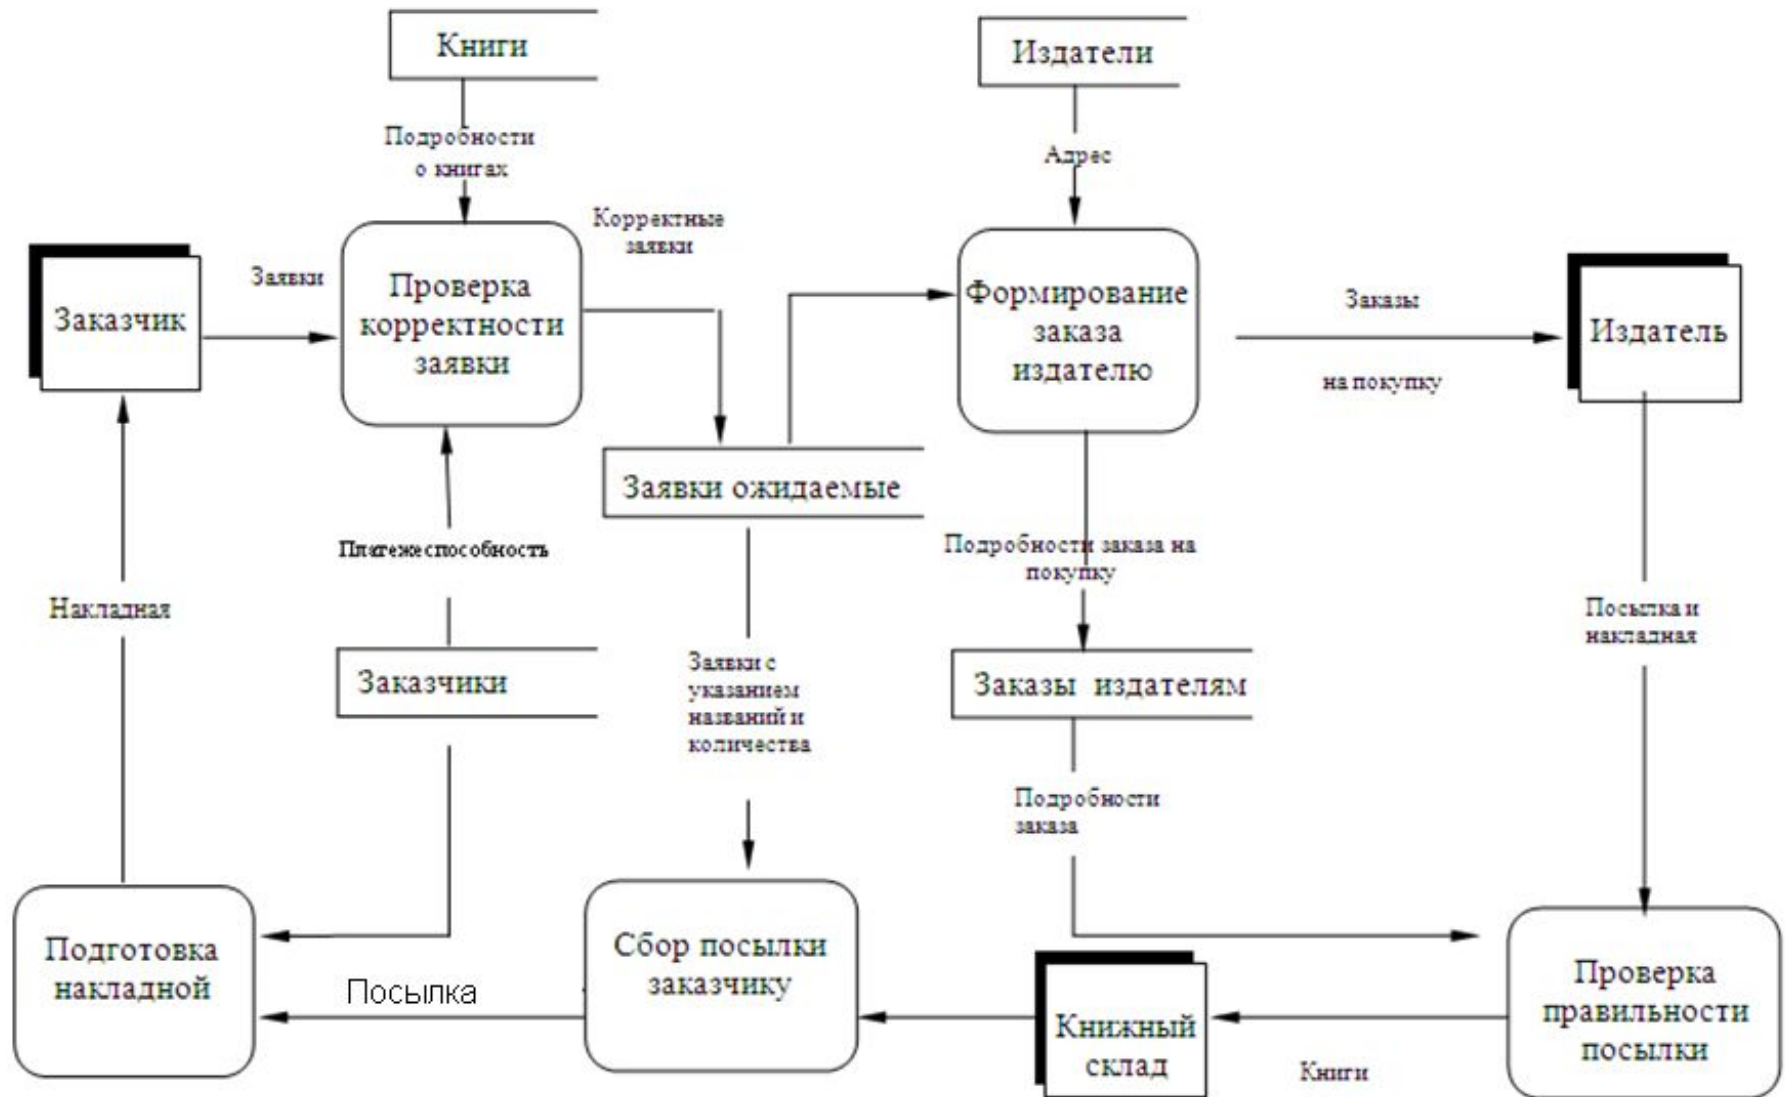 Книги
Издатели
Подробности
о книгах
Адрес
Корректные
заявки
Заявки
Заказчик
Проверка
корректности
заявки
Формирование
заказа
издателю
Заказы
на покупку
Издатель
Заявки ожидаемые
Платежеспособность
Подробности заказа на
покупку
Накладная
Посылка и
накладная
Заказчики
Заявки с
указанием
названий и
количества
Заказы издателям
Подробности
заказа
Подготовка
накладной
Посылка
Сбор посылки
заказчику
Книжный
склад
Книги
Проверка
правильности
посылки